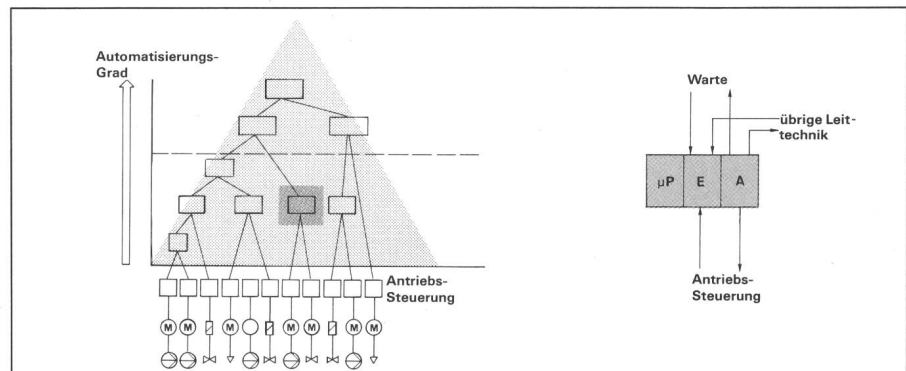 Automatisierungs-
Grad
Antriebs-
Steuerung
M
M
M
M
M
M
M
Warte
übrige Leit-
technik
µP
E
A
Antriebs-
Steuerung